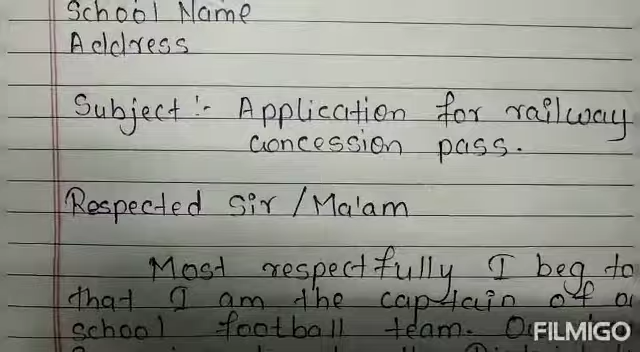 School Name
Address
Subject :- Application for railway
concession pass.
Respected Sir / Ma'am
Most respectfully I beg to
that I am the captain of
school football team.
FILMIGO